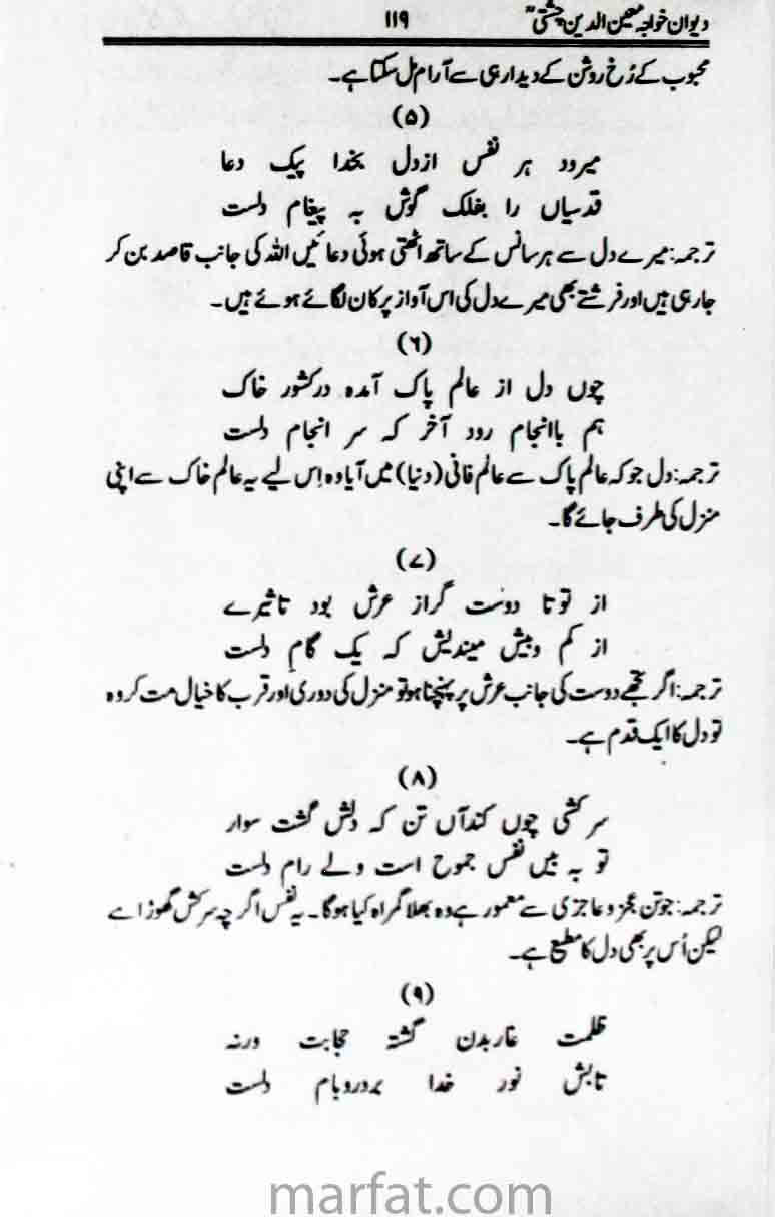 دیوان خواجہ معین الدین چشتیؒ ۱۱۹
محبوب کے رُخ روشن کے دیدار ہی سے آرام مل سکتا ہے۔
(۵)
میرود ہر نفس ازدل بخدا پیک دعا
قدسیاں را بفلک گوش بہ پیغام دلست
ترجمہ: میرے دل سے ہر سانس کے ساتھ اٹھتی ہوئی دعائیں اللہ کی جانب قاصد بن کر
جارہی ہیں اور فرشتے بھی میرے دل کی اس آواز پر کان لگائے ہوئے ہیں۔
(۶)
چوں دل از عالم پاک آمدہ درکشور خاک
ہم باانجام رود آخر کہ سر انجام دلست
ترجمہ: دل جو کہ عالم پاک سے عالم فانی (دنیا) میں آیا وہ اِس لیے یہ عالم خاک سے اپنی
منزل کی طرف جائے گا۔
(۷)
از توتا دوست گراز عرش بود تاثیرے
از کم وبیش میندیش کہ یک گامِ دلست
ترجمہ: اگر تجھے دوست کی جانب عرش پر پہنچنا ہو تو منزل کی دوری اور قرب کا خیال مت کر وہ
تو دل کا ایک قدم ہے۔
(۸)
سرکشی چوں کندآں تن کہ دلش گشت سوار
تو بہ بیں نفس جموح است ولے رام دلست
ترجمہ: جوتن عجز و عاجزی سے معمور ہے وہ بھلا گمراہ کیا ہوگا۔ یہ نفس اگرچہ سرکش گھوڑا ہے
لیکن اُس پر بھی دل کا مطیع ہے۔
(۹)
ظلمت غاربدن گشتہ حجابت ورنہ
تابش نور خدا بردروبام دلست
marfat.com